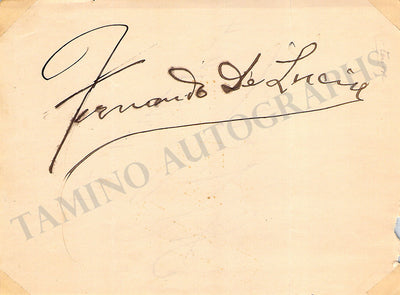 Fernando De Lucia
TAMINO AUTOGRAPHS